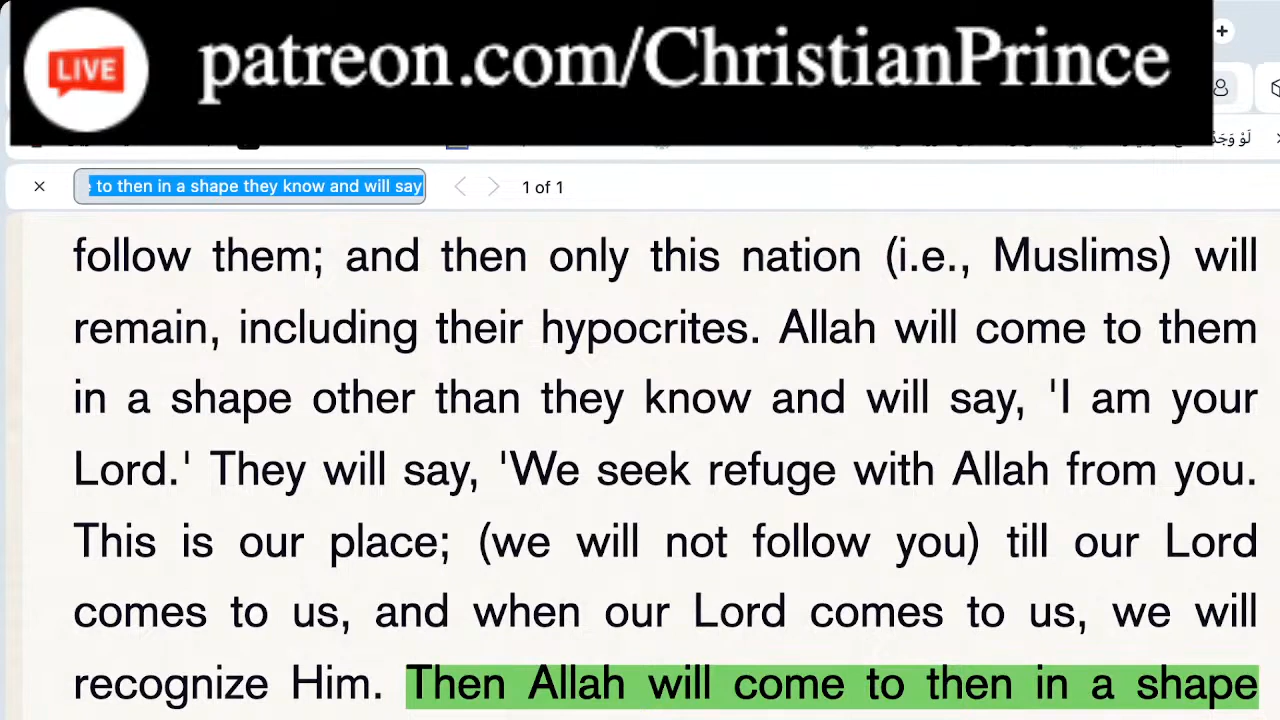 LIVE
patreon.com/ChristianPrince
to then in a shape they know and will say
1 of 1
follow them; and then only this nation (i.e., Muslims) will
remain, including their hypocrites. Allah will come to them
in a shape other than they know and will say, 'I am your
Lord.' They will say, 'We seek refuge with Allah from you.
This is our place; (we will not follow you) till our Lord
comes to us, and when our Lord comes to us, we will
recognize Him. Then Allah will come to then in a shape